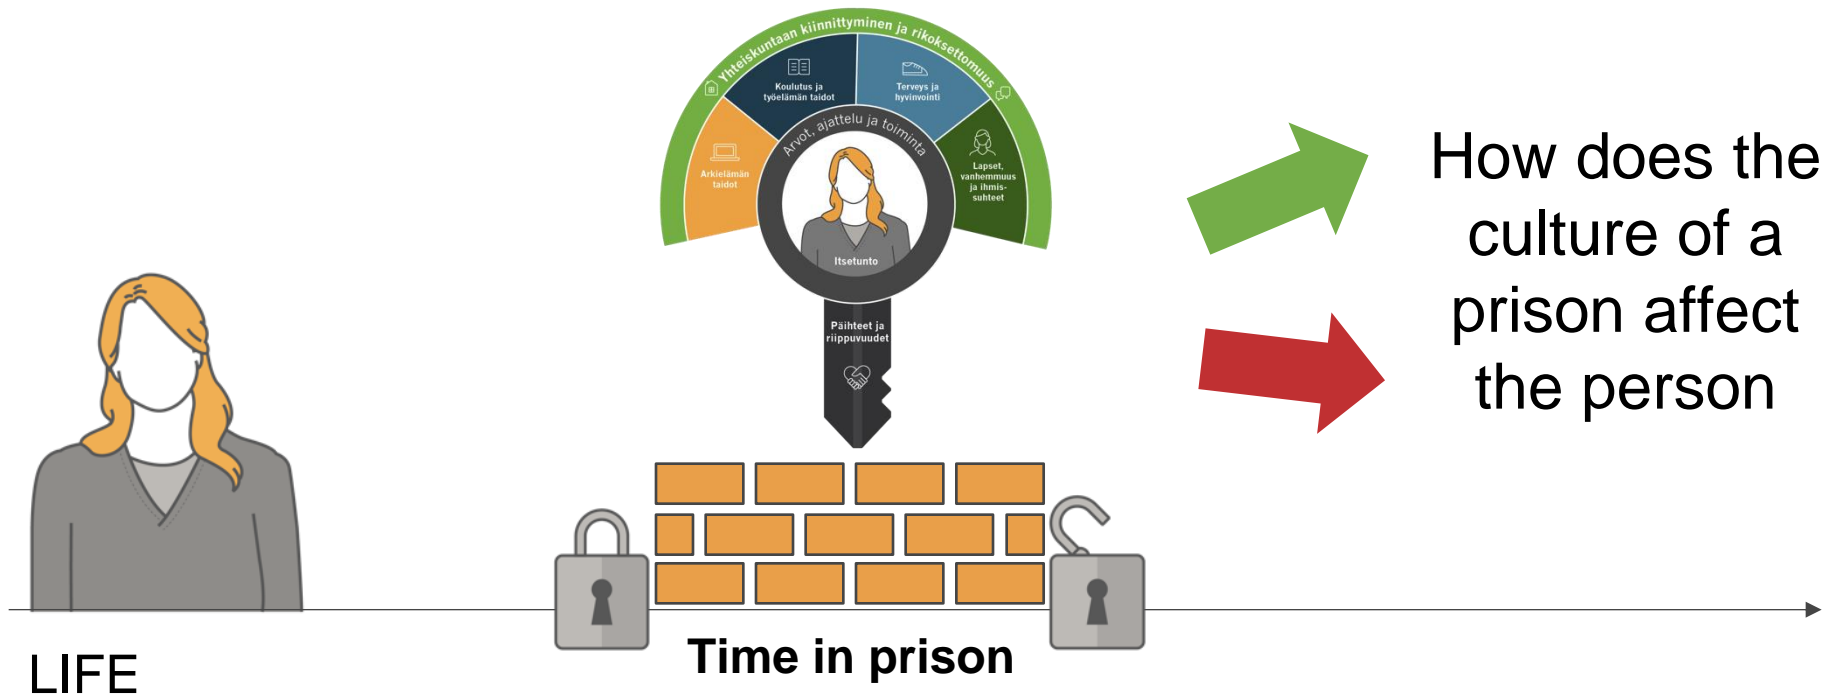 Yhteiskuntaan kiinnittyminen ja rikoksettomuus
Koulutus ja
työelämän taidot
Terveys ja
hyvinvointi
Arvot, ajattelu ja toiminta
Arkielämän
taidot
Lapset,
vanhemmuus
ja ihmis-
suhteet
Itsetunto
Päihteet ja
riippuvuudet
How does the
culture of a
prison affect
the person
Time in prison
LIFE